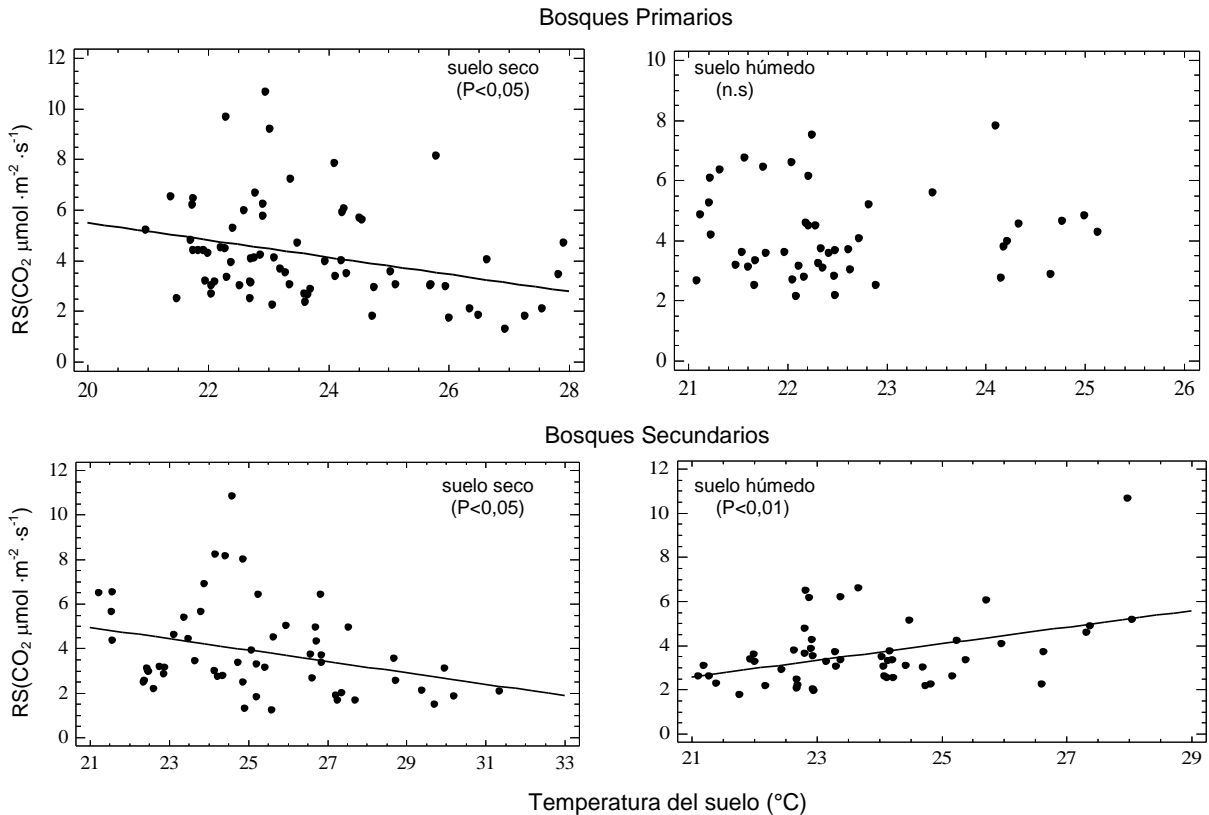 Bosques Primarios
suelo seco
(P<0,05)
RS(CO₂ μmol ·m⁻² ·s⁻¹)
12
10
8
6
4
2
0
20 22 24 26 28
suelo húmedo
(n.s)
10
8
6
4
2
0
21 22 23 24 25 26
Bosques Secundarios
suelo seco
(P<0,05)
RS(CO₂ μmol ·m⁻² ·s⁻¹)
12
10
8
6
4
2
0
21 23 25 27 29 31 33
suelo húmedo
(P<0,01)
12
10
8
6
4
2
0
21 23 25 27 29
Temperatura del suelo (°C)